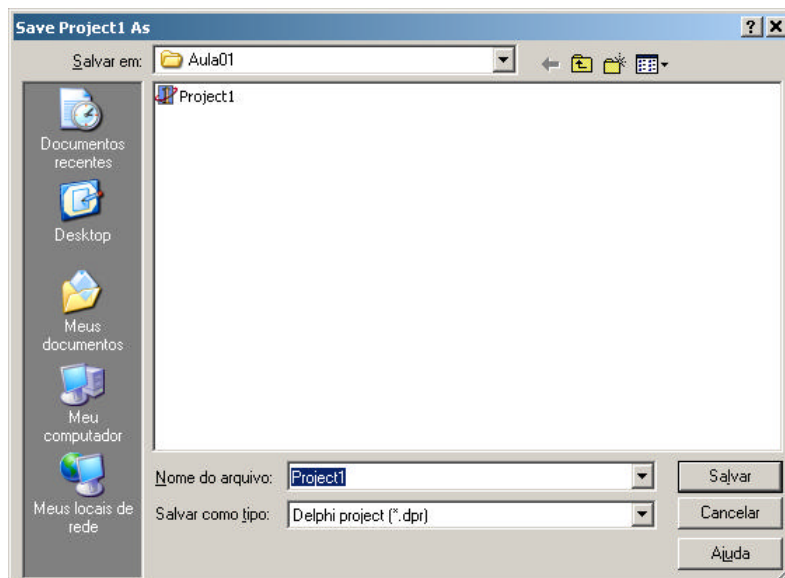 Save Project1 As
Salvar em:
Aula01
Project1
Documentos
recentes
Desktop
Meus
documentos
Meu
computador
Meus locais de
rede
Nome do arquivo:
Project1
Salvar
Salvar como tipo:
Delphi project (*.dpr)
Cancelar
Ajuda